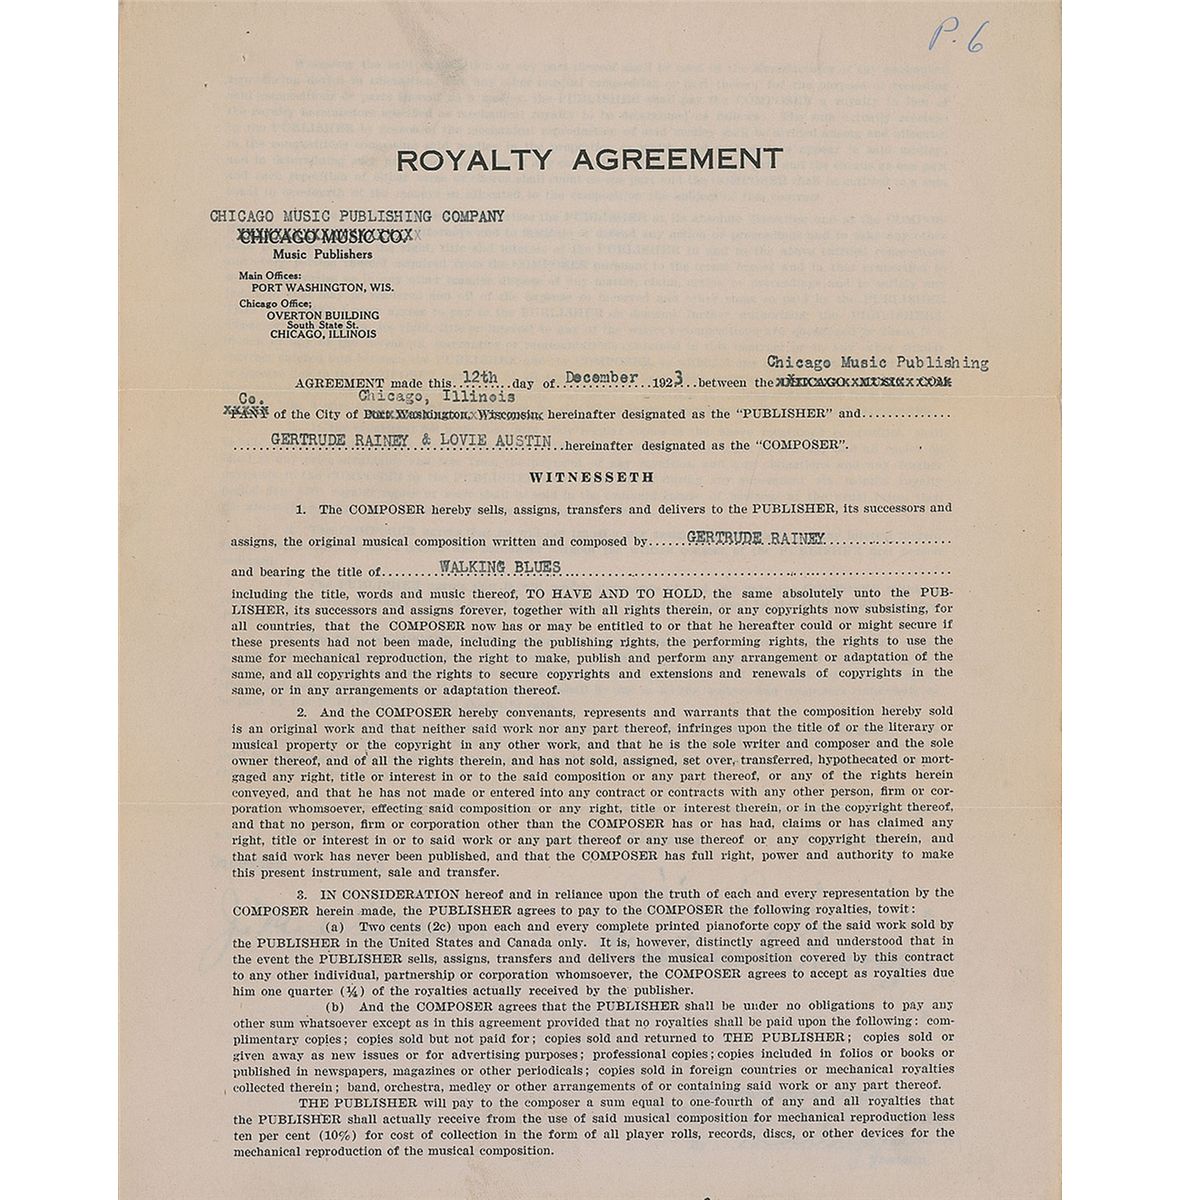 P. 6
ROYALTY AGREEMENT
CHICAGO MUSIC PUBLISHING COMPANY
CHICAGO MUSIC CO.
Music Publishers
Main Offices:
PORT WASHINGTON, WIS.
Chicago Office;
OVERTON BUILDING
South State St.
CHICAGO, ILLINOIS
Chicago Music Publishing
AGREEMENT made this 12th day of December 1923 between the CHICAGO MUSIC COM-
Co. Chicago, Illinois
PANY of the City of Port Washington, Wisconsin, hereinafter designated as the "PUBLISHER" and
GERTRUDE RAINEY & LOVIE AUSTIN hereinafter designated as the "COMPOSER".
WITNESSETH
1. The COMPOSER hereby sells, assigns, transfers and delivers to the PUBLISHER, its successors and
assigns, the original musical composition written and composed by GERTRUDE RAINEY
and bearing the title of WALKING BLUES
including the title, words and music thereof, TO HAVE AND TO HOLD, the same absolutely unto the PUB-
LISHER, its successors and assigns forever, together with all rights therein, or any copyrights now subsisting, for
all countries, that the COMPOSER now has or may be entitled to or that he hereafter could or might secure if
these presents had not been made, including the publishing rights, the performing rights, the rights to use the
same for mechanical reproduction, the right to make, publish and perform any arrangement or adaptation of the
same, and all copyrights and the rights to secure copyrights and extensions and renewals of copyrights in the
same, or in any arrangements or adaptation thereof.
2. And the COMPOSER hereby convenants, represents and warrants that the composition hereby sold
is an original work and that neither said work nor any part thereof, infringes upon the title of or the literary or
musical property or the copyright in any other work, and that he is the sole writer and composer and the sole
owner thereof, and of all the rights therein, and has not sold, assigned, set over, transferred, hypothecated or mort-
gaged any right, title or interest in or to the said composition or any part thereof, or any of the rights herein
conveyed, and that he has not made or entered into any contract or contracts with any other person, firm or cor-
poration whomsoever, effecting said composition or any right, title or interest therein, or in the copyright thereof,
and that no person, firm or corporation other than the COMPOSER has or has had, claims or has claimed any
right, title or interest in or to said work or any part thereof or any use thereof or any copyright therein, and
that said work has never been published, and that the COMPOSER has full right, power and authority to make
this present instrument, sale and transfer.
3. IN CONSIDERATION hereof and in reliance upon the truth of each and every representation by the
COMPOSER herein made, the PUBLISHER agrees to pay to the COMPOSER the following royalties, towit:
(a) Two cents (2c) upon each and every complete printed pianoforte copy of the said work sold by
the PUBLISHER in the United States and Canada only. It is, however, distinctly agreed and understood that in
the event the PUBLISHER sells, assigns, transfers and delivers the musical composition covered by this contract
to any other individual, partnership or corporation whomsoever, the COMPOSER agrees to accept as royalties due
him one quarter (¼) of the royalties actually received by the publisher.
(b) And the COMPOSER agrees that the PUBLISHER shall be under no obligations to pay any
other sum whatsoever except as in this agreement provided that no royalties shall be paid upon the following: com-
plimentary copies; copies sold but not paid for; copies sold and returned to THE PUBLISHER; copies sold or
given away as new issues or for advertising purposes; professional copies; copies included in folios or books or
published in newspapers, magazines or other periodicals; copies sold in foreign countries or mechanical royalties
collected therein; band, orchestra, medley or other arrangements of or containing said work or any part thereof.
THE PUBLISHER will pay to the composer a sum equal to one-fourth of any and all royalties that
the PUBLISHER shall actually receive from the use of said musical composition for mechanical reproduction less
ten per cent (10%) for cost of collection in the form of all player rolls, records, discs, or other devices for the
mechanical reproduction of the musical composition.